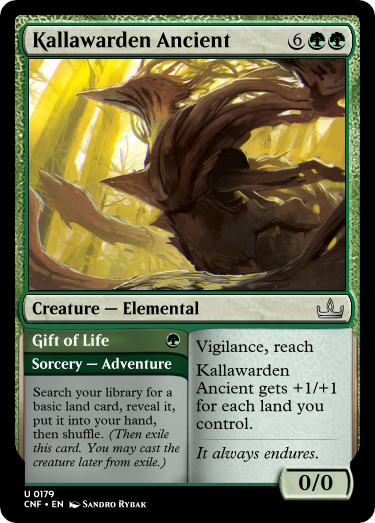 Kallawarden Ancient 6
Creature — Elemental
Gift of Life
Sorcery — Adventure
Search your library for a
basic land card, reveal it,
put it into your hand,
then shuffle. (Then exile
this card. You may cast the
creature later from exile.)
Vigilance, reach
Kallawarden
Ancient gets +1/+1
for each land you
control.
It always endures.
0/0
U 0179
CNF • EN Sandro Rybak